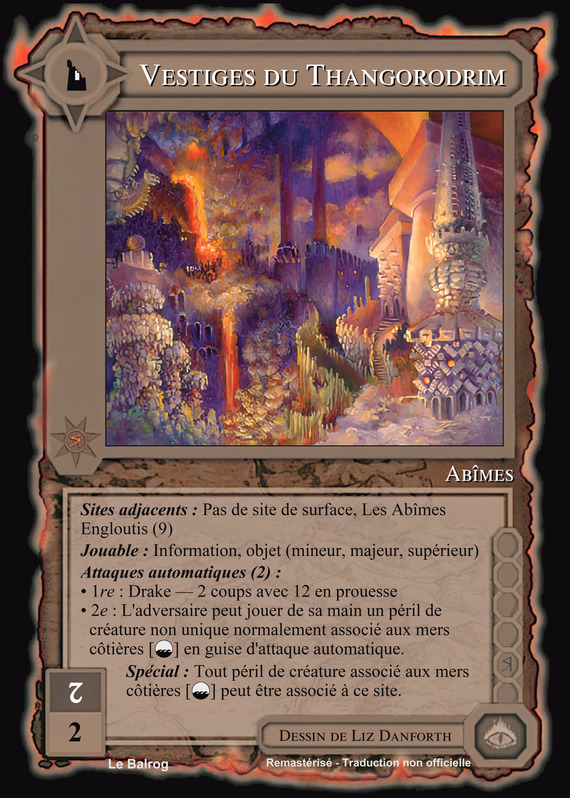 Vestiges du Thangorodrim
Abîmes
Sites adjacents : Pas de site de surface, Les Abîmes
Engloutis (9)
Jouable : Information, objet (mineur, majeur, supérieur)
Attaques automatiques (2) :
• 1re : Drake — 2 coups avec 12 en prouesse
• 2e : L'adversaire peut jouer de sa main un péril de
créature non unique normalement associé aux mers
côtières [ ] en guise d'attaque automatique.
Spécial : Tout péril de créature associé aux mers
côtières [ ] peut être associé à ce site.
2
Dessin de Liz Danforth
Le Balrog
Remastérisé - Traduction non officielle